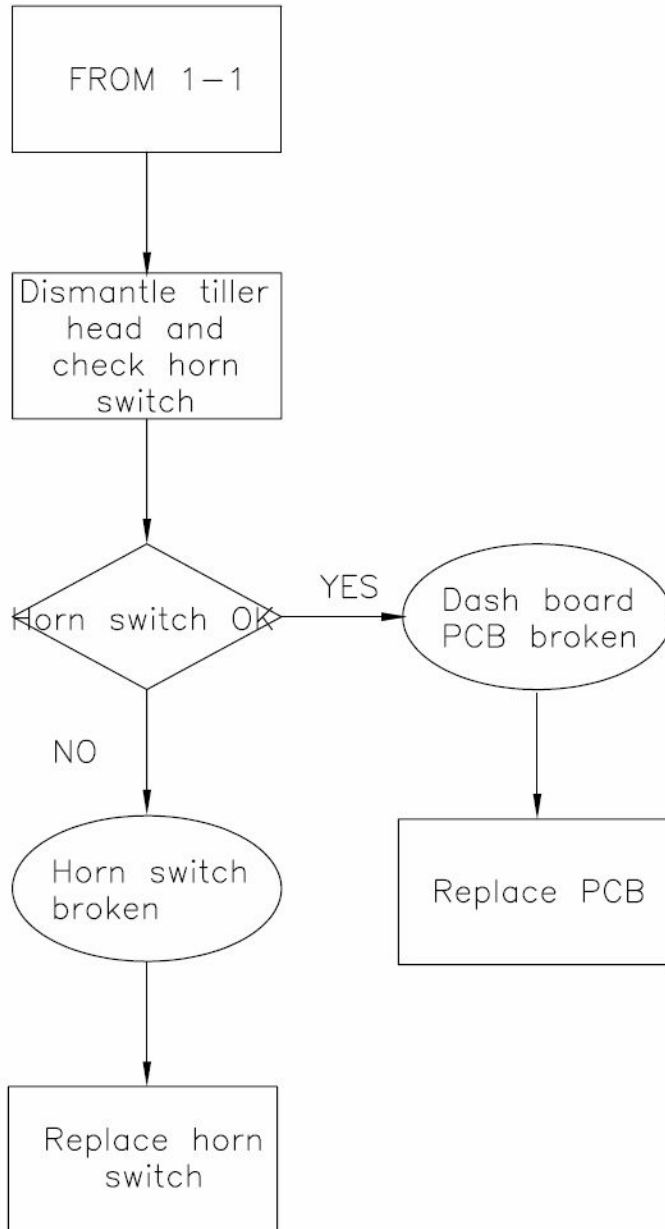 FROM 1-1
Dismantle tiller
head and
check horn
switch
Horn switch OK
YES
Dash board
PCB broken
NO
Horn switch
broken
Replace PCB
Replace horn
switch